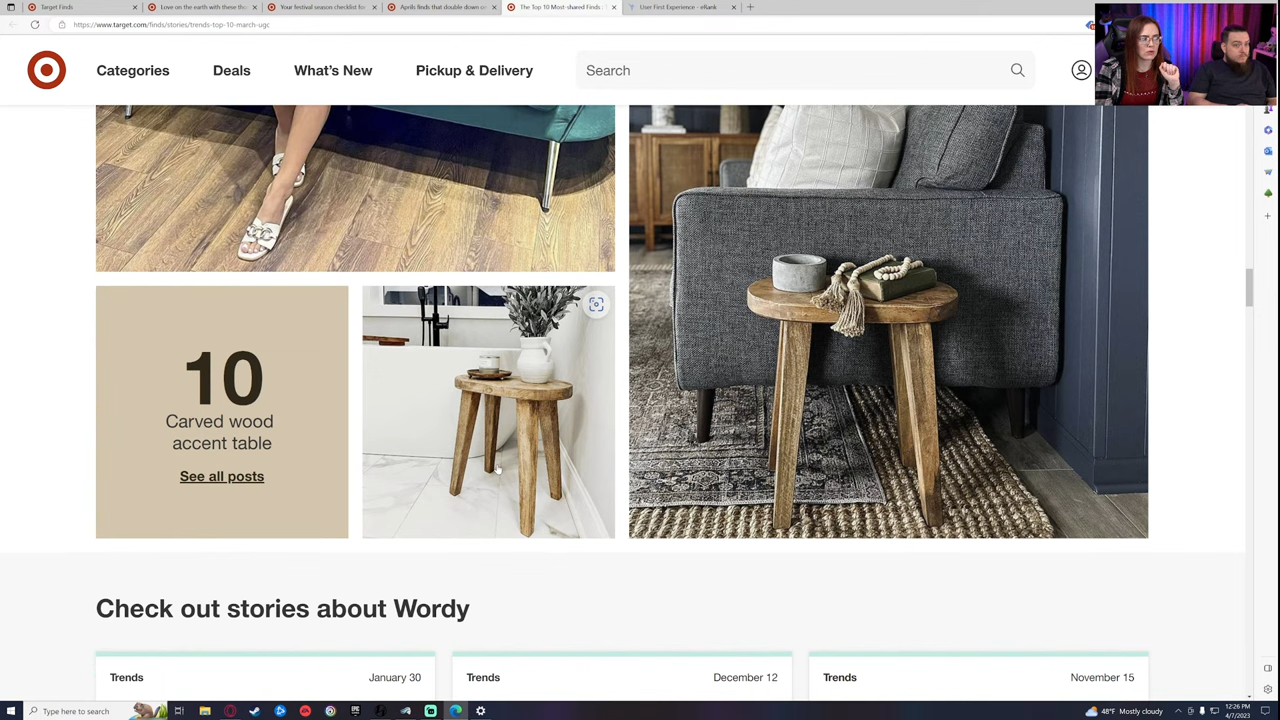 Target Finds
Love on the earth with these tho
Your festival season checklist for
Aprils finds that double down on
The Top 10 Most-shared Finds
User First Experience - eRank
https://www.target.com/finds/stories/trends-top-10-march-ugc
Categories
Deals
What's New
Pickup & Delivery
Search
10
Carved wood
accent table
See all posts
Check out stories about Wordy
Trends
January 30
Trends
December 12
Trends
November 15
Type here to search
48°F Mostly cloudy
12:26 PM
4/7/2023